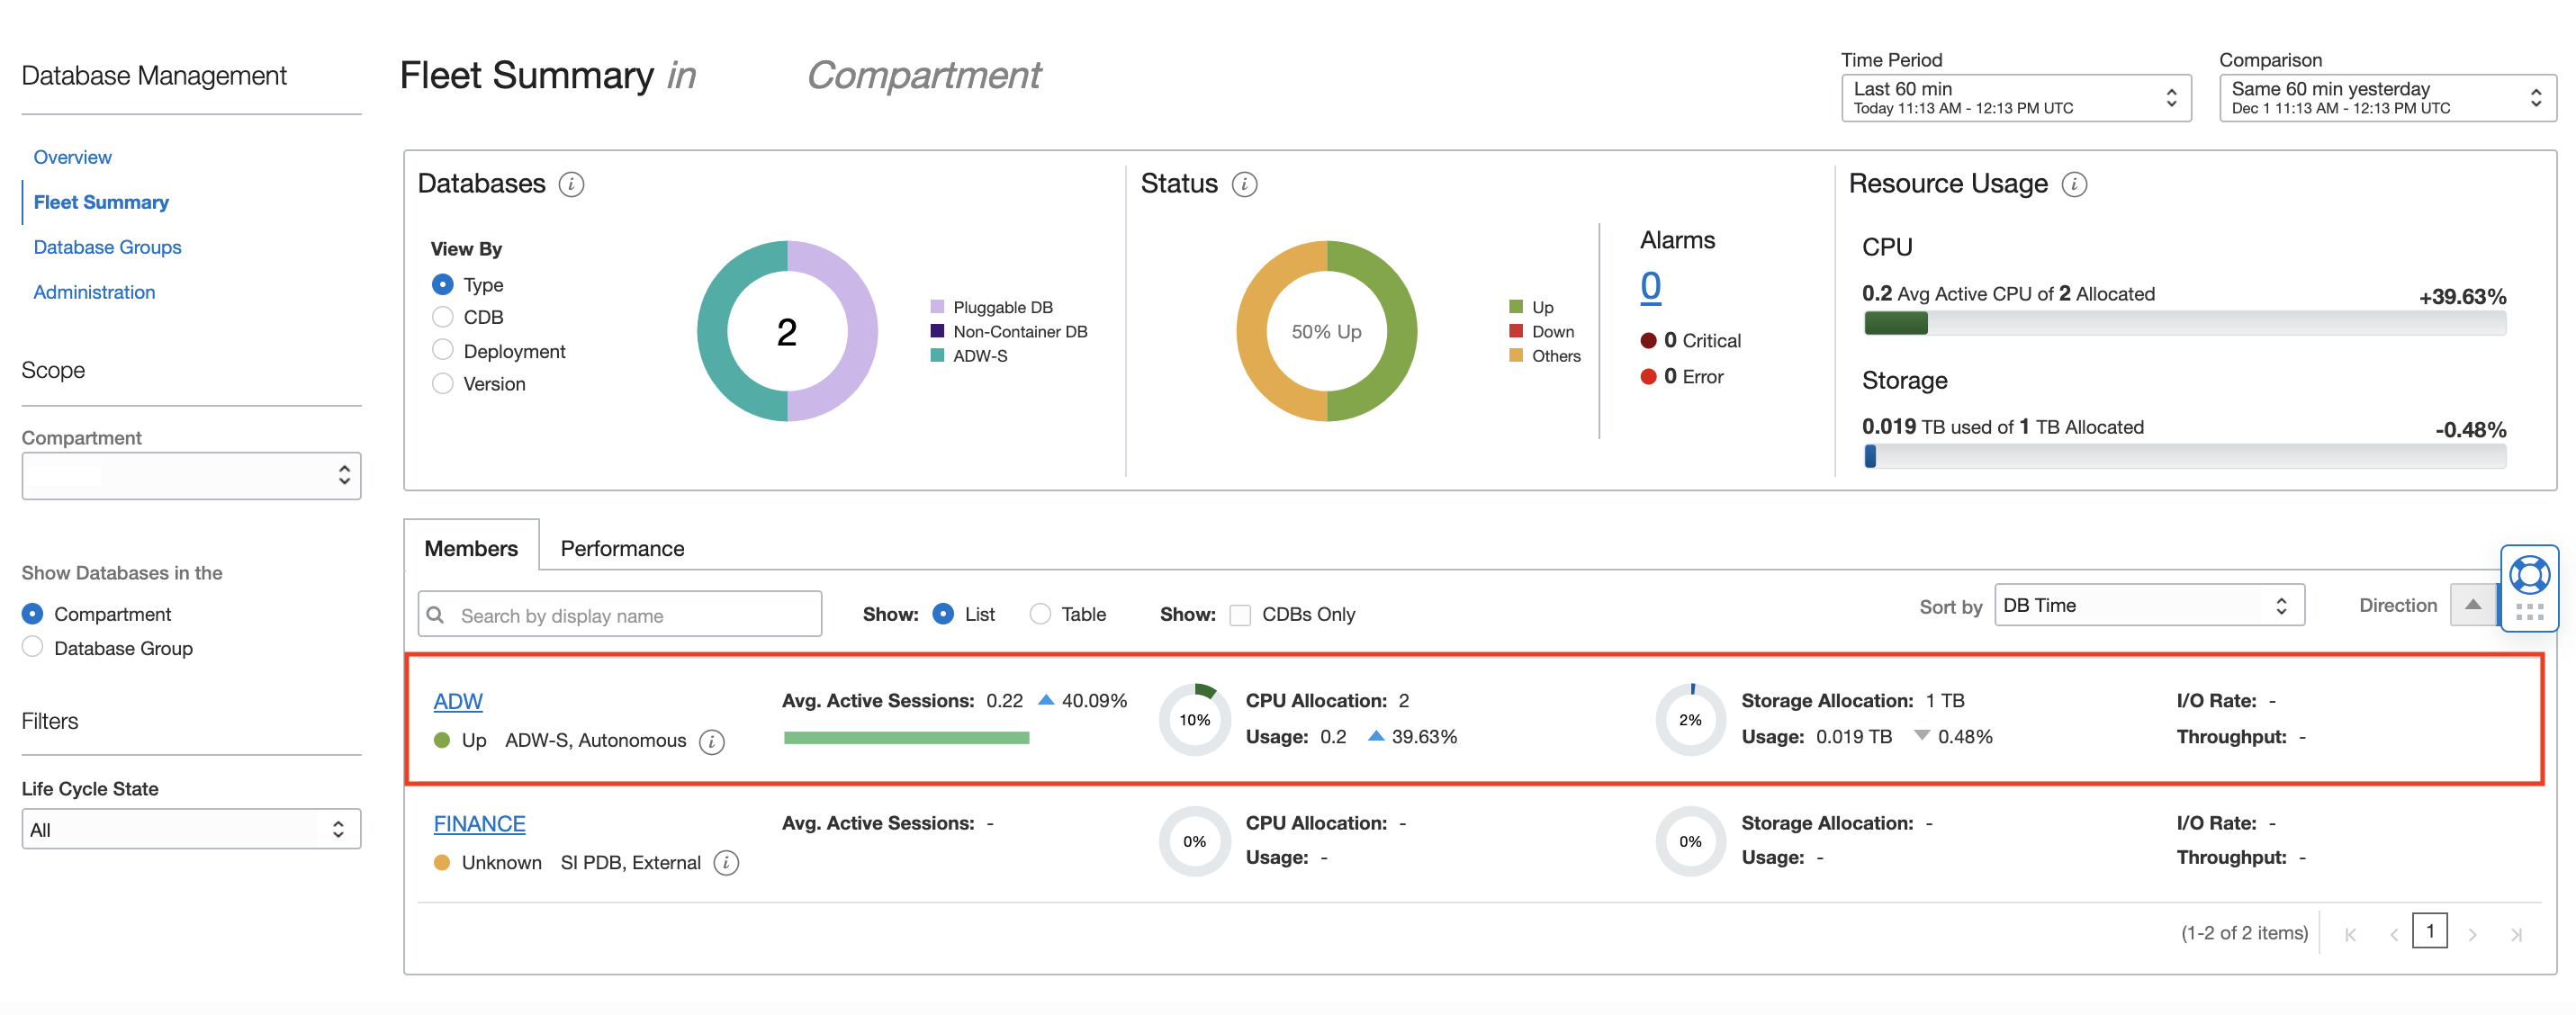 Database Management
Overview
Fleet Summary
Database Groups
Administration
Scope
Compartment
Show Databases in the
Compartment
Database Group
Filters
Life Cycle State
All
Fleet Summary in Compartment
Time Period
Last 60 min
Today 11:13 AM - 12:13 PM UTC
Comparison
Same 60 min yesterday
Dec 1 11:13 AM - 12:13 PM UTC
Databases i
View By
Type
CDB
Deployment
Version
2
Pluggable DB
Non-Container DB
ADW-S
Status i
50% Up
Up
Down
Others
Alarms
0
0 Critical
0 Error
Resource Usage i
CPU
0.2 Avg Active CPU of 2 Allocated +39.63%
Storage
0.019 TB used of 1 TB Allocated -0.48%
Members Performance
Search by display name Show: List Table Show: CDBs Only Sort by DB Time Direction
ADW Avg. Active Sessions: 0.22 40.09% 10% CPU Allocation: 2 2% Storage Allocation: 1 TB I/O Rate: -
Up ADW-S, Autonomous i Usage: 0.2 39.63% Usage: 0.019 TB 0.48% Throughput: -
FINANCE Avg. Active Sessions: - 0% CPU Allocation: - 0% Storage Allocation: - I/O Rate: -
Unknown SI PDB, External i Usage: - Usage: - Throughput: -
(1-2 of 2 items) 1